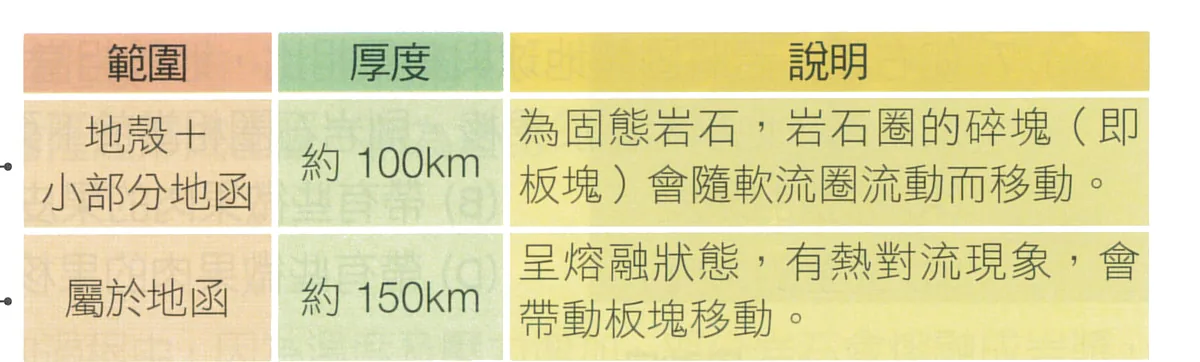 範圍 厚度 說明
地殼＋
小部分地函
約 100km
為固態岩石，岩石圈的碎塊（即
板塊）會隨軟流圈流動而移動。
屬於地函
約 150km
呈熔融狀態，有熱對流現象，會
帶動板塊移動。